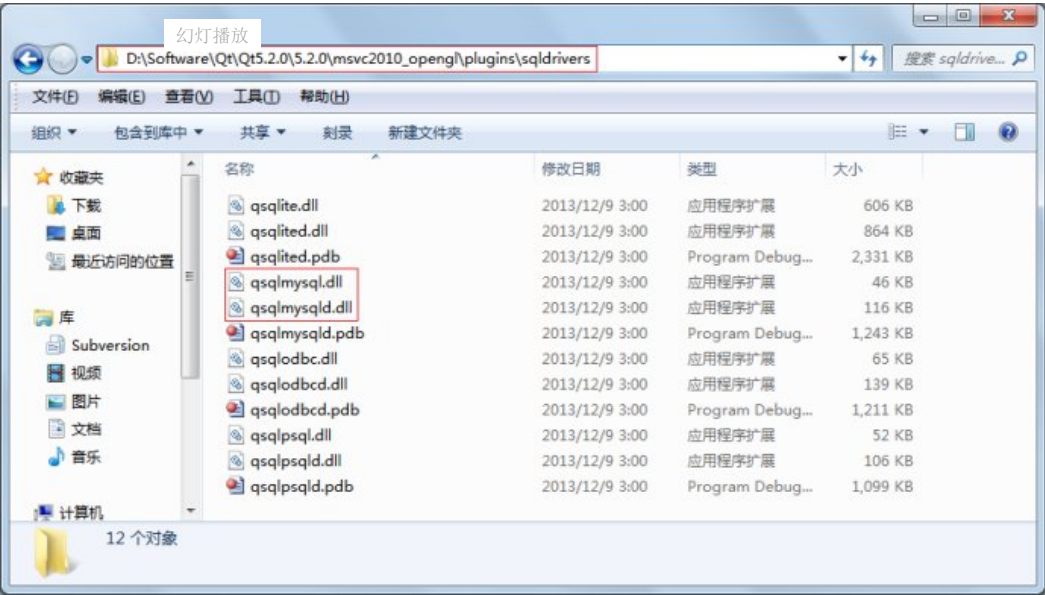 幻灯播放
D:\Software\Qt\Qt5.2.0\5.2.0\msvc2010_opengl\plugins\sqldrivers
搜索 sqldrive...
文件(F) 编辑(E) 查看(V) 工具(T) 帮助(H)
组织 包含到库中 共享 刻录 新建文件夹
名称 修改日期 类型 大小
收藏夹
下载
桌面
最近访问的位置
库
Subversion
视频
图片
文档
音乐
计算机
qsqlite.dll 2013/12/9 3:00 应用程序扩展 606 KB
qsqlited.dll 2013/12/9 3:00 应用程序扩展 864 KB
qsqlited.pdb 2013/12/9 3:00 Program Debug... 2,331 KB
qsqlmysql.dll 2013/12/9 3:00 应用程序扩展 46 KB
qsqlmysqld.dll 2013/12/9 3:00 应用程序扩展 116 KB
qsqlmysqld.pdb 2013/12/9 3:00 Program Debug... 1,243 KB
qsqlodbc.dll 2013/12/9 3:00 应用程序扩展 65 KB
qsqlodbcd.dll 2013/12/9 3:00 应用程序扩展 139 KB
qsqlodbcd.pdb 2013/12/9 3:00 Program Debug... 1,211 KB
qsqlpsql.dll 2013/12/9 3:00 应用程序扩展 52 KB
qsqlpsqld.dll 2013/12/9 3:00 应用程序扩展 106 KB
qsqlpsqld.pdb 2013/12/9 3:00 Program Debug... 1,099 KB
12 个对象